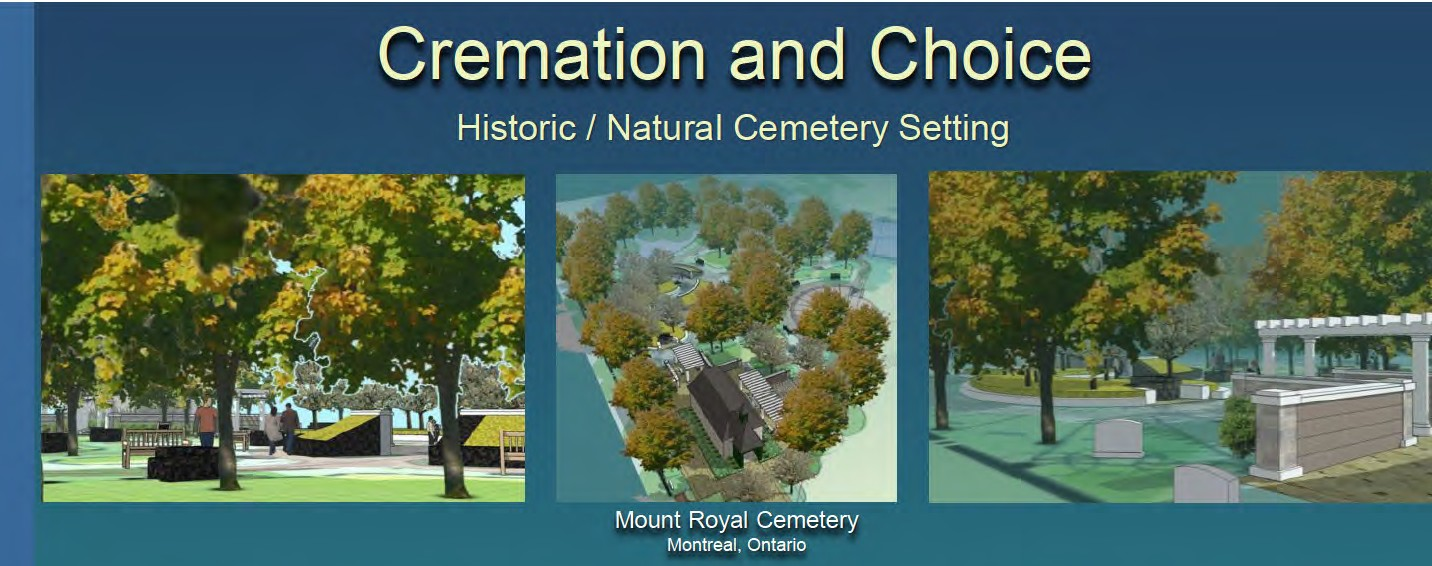 Cremation and Choice
Historic / Natural Cemetery Setting
Mount Royal Cemetery
Montreal, Ontario